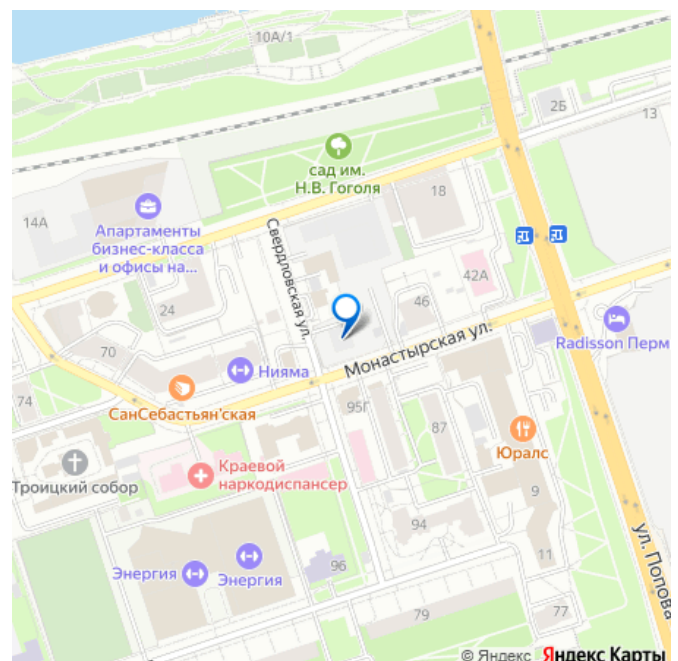 10А/1
2Б
13
сад им.
Н.В. Гоголя
18
14А
Апартаменты
бизнес-класса
и офисы на...
Свердловская ул.
42А
24
46
Radisson Перм
70
Монастырская ул.
Нияма
74
СанСебастьян'ская
95Г
87
Юралс
Краевой
наркодиспансер
Троицкий собор
9
94
Энергия
Энергия
96
11
ул. Попова
79
77
© Яндекс Яндекс Карты